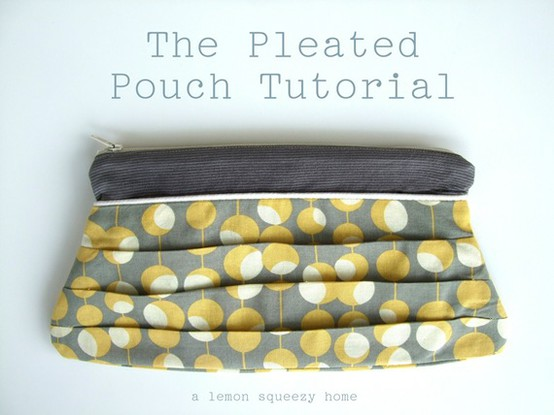 The Pleated
Pouch Tutorial
a lemon squeezy home